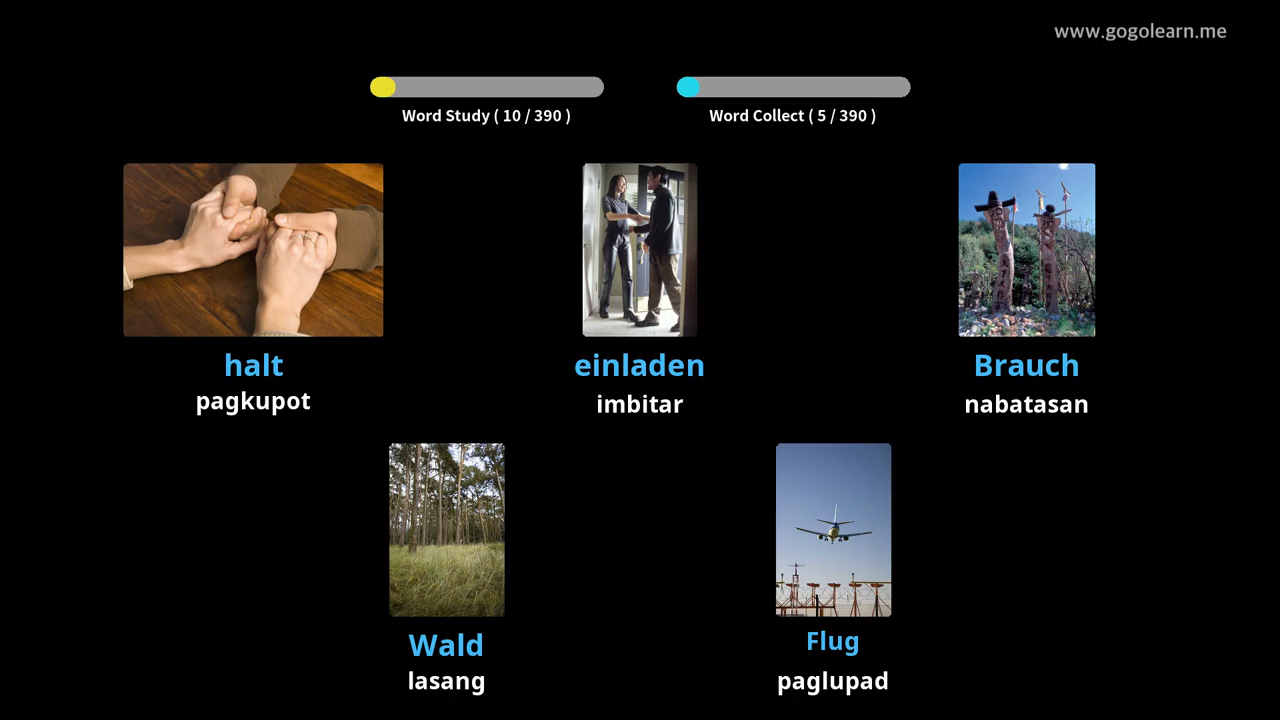 www.gogolearn.me
Word Study ( 10 / 390 )
Word Collect ( 5 / 390 )
halt
pagkupot
einladen
imbitar
Brauch
nabatasan
Wald
lasang
Flug
paglupad